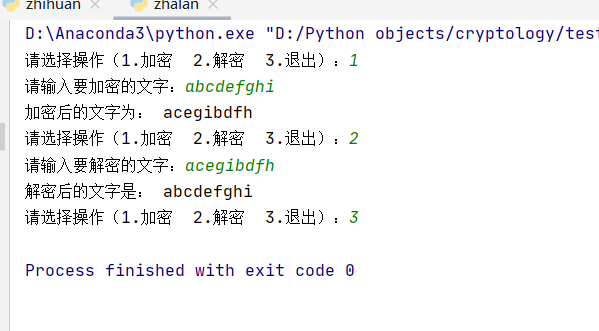 zhihuan × zhalan ×
D:\Anaconda3\python.exe "D:/Python objects/cryptology/test
请选择操作（1.加密  2.解密  3.退出）：1
请输入要加密的文字：abcdefghi
加密后的文字为： acegibdfh
请选择操作（1.加密  2.解密  3.退出）：2
请输入要解密的文字：acegibdfh
解密后的文字是： abcdefghi
请选择操作（1.加密  2.解密  3.退出）：3
Process finished with exit code 0